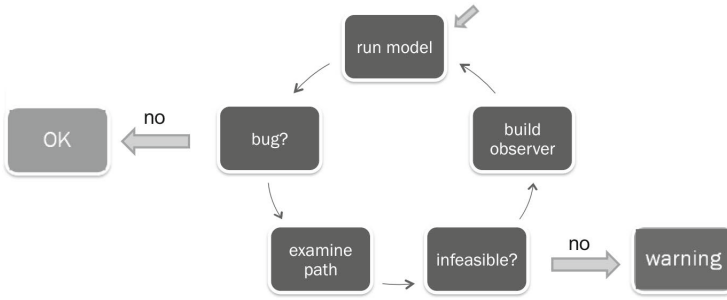 run model
no
OK
bug?
build
observer
examine
path
infeasible?
no
warning